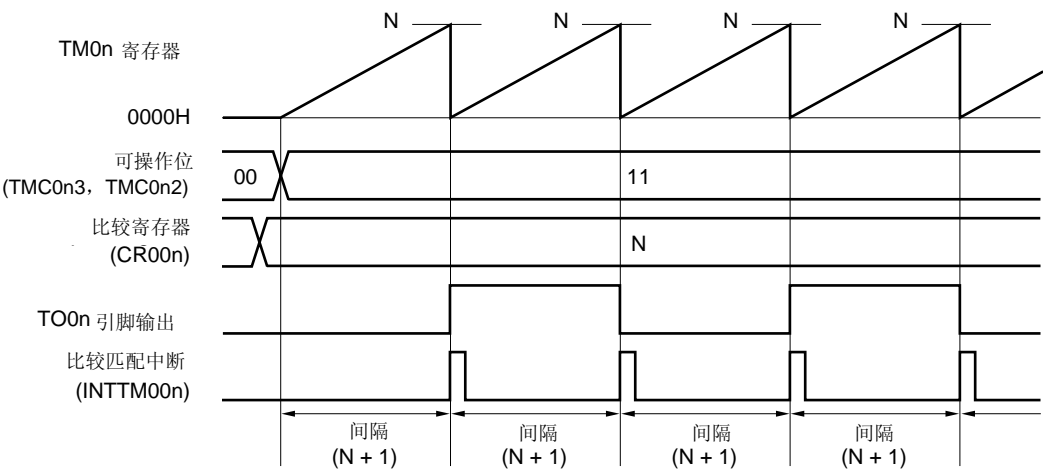 N N N N
TM0n 寄存器
0000H
可操作位
(TMC0n3，TMC0n2)
00 11
比较寄存器
(CR00n)
N
TO0n 引脚输出
比较匹配中断
(INTTM00n)
间隔 间隔 间隔 间隔
(N + 1) (N + 1) (N + 1) (N + 1)